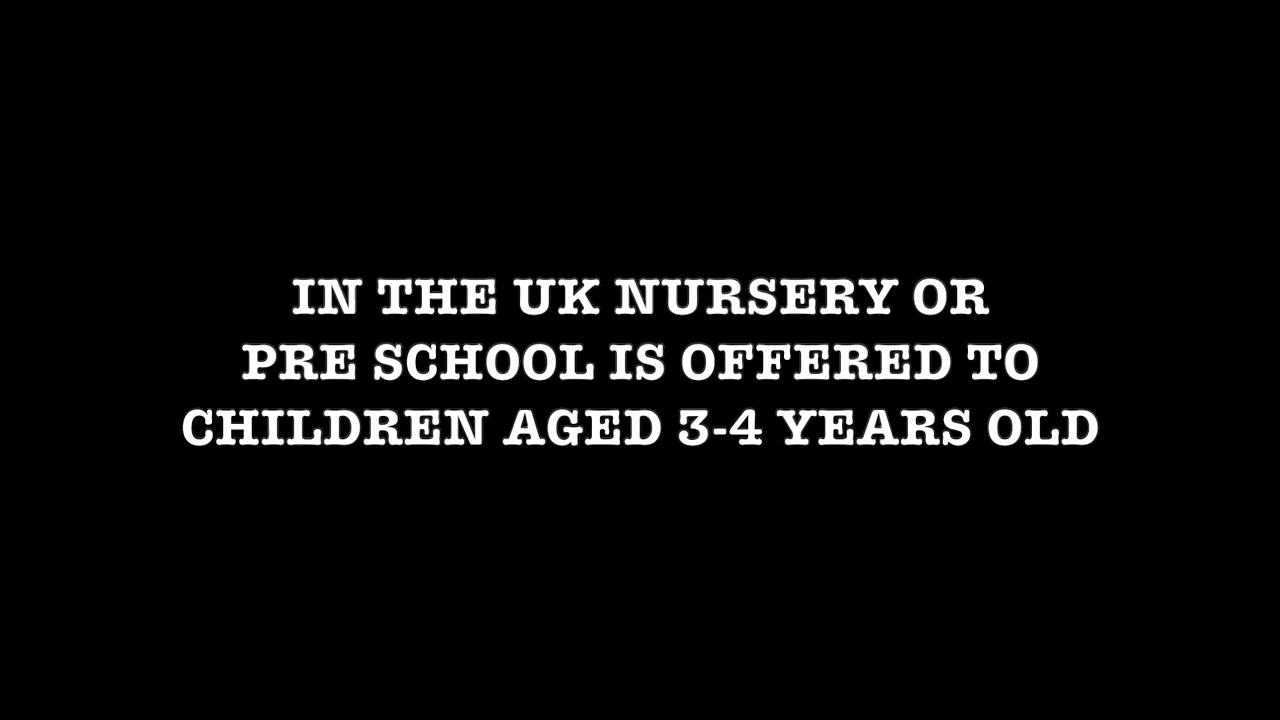 IN THE UK NURSERY OR
PRE SCHOOL IS OFFERED TO
CHILDREN AGED 3-4 YEARS OLD